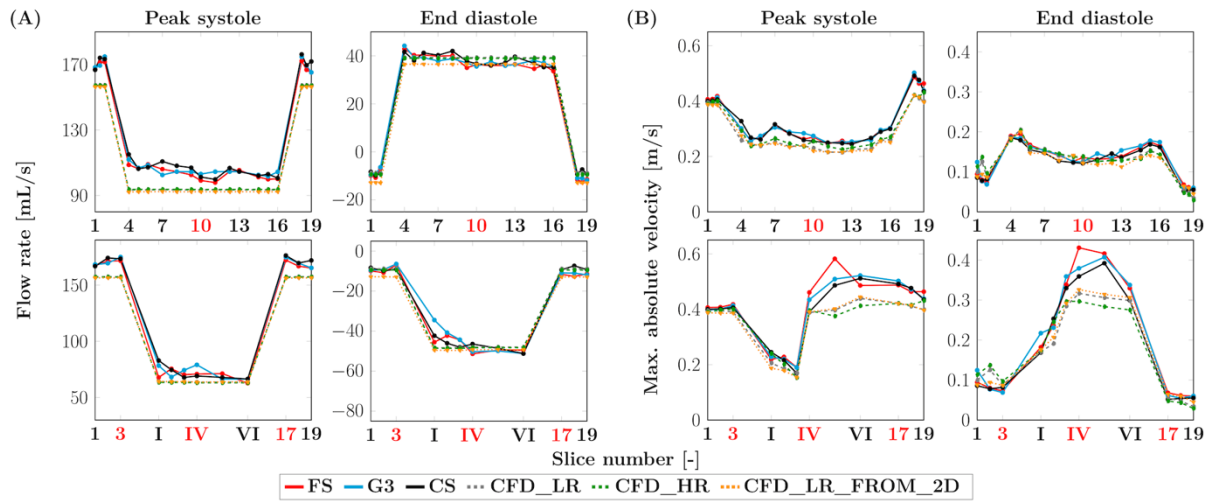 (A) Peak systole End diastole (B) Peak systole End diastole
Flow rate [mL/s]
Max. absolute velocity [m/s]
170
130
90
1 4 7 10 13 16 19
40
20
0
−20
1 4 7 10 13 16 19
0.6
0.4
0.2
0
1 4 7 10 13 16 19
0.4
0.3
0.2
0.1
0
1 4 7 10 13 16 19
150
100
50
1 3 I IV VI 17 19
0
−20
−40
−60
−80
1 3 I IV VI 17 19
0.6
0.4
0.2
0
1 3 I IV VI 17 19
0.4
0.3
0.2
0.1
0
1 3 I IV VI 17 19
Slice number [-]
FS G3 CS CFD_LR CFD_HR CFD_LR_FROM_2D